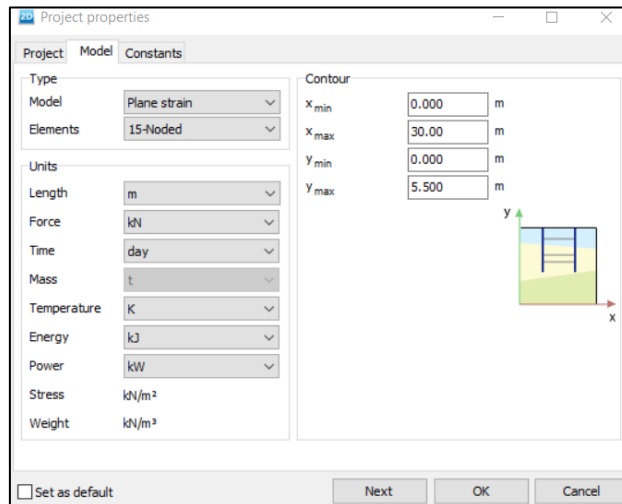 2D Project properties
Project Model Constants
Type
Model Plane strain
Elements 15-Noded
Units
Length m
Force kN
Time day
Mass t
Temperature K
Energy kJ
Power kW
Stress kN/m²
Weight kN/m³
Contour
x min 0.000 m
x max 30.00 m
y min 0.000 m
y max 5.500 m
y
x
Set as default Next OK Cancel